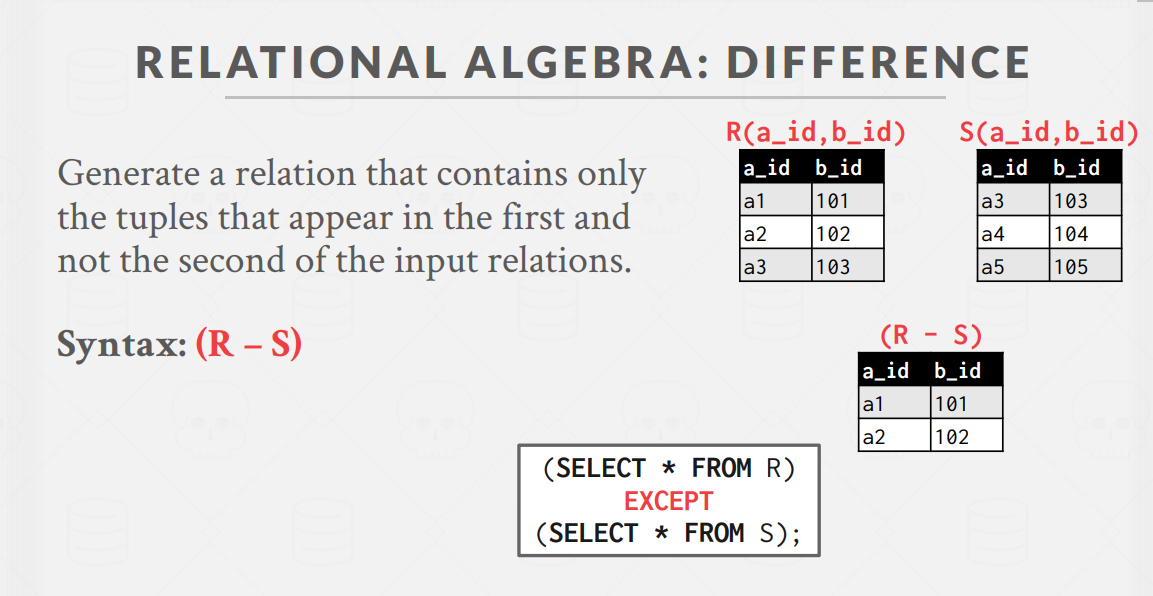 RELATIONAL ALGEBRA: DIFFERENCE
Generate a relation that contains only
the tuples that appear in the first and
not the second of the input relations.
Syntax: (R – S)
R(a_id,b_id)
a_id b_id
a1 101
a2 102
a3 103
S(a_id,b_id)
a_id b_id
a3 103
a4 104
a5 105
(R - S)
a_id b_id
a1 101
a2 102
(SELECT * FROM R)
EXCEPT
(SELECT * FROM S);